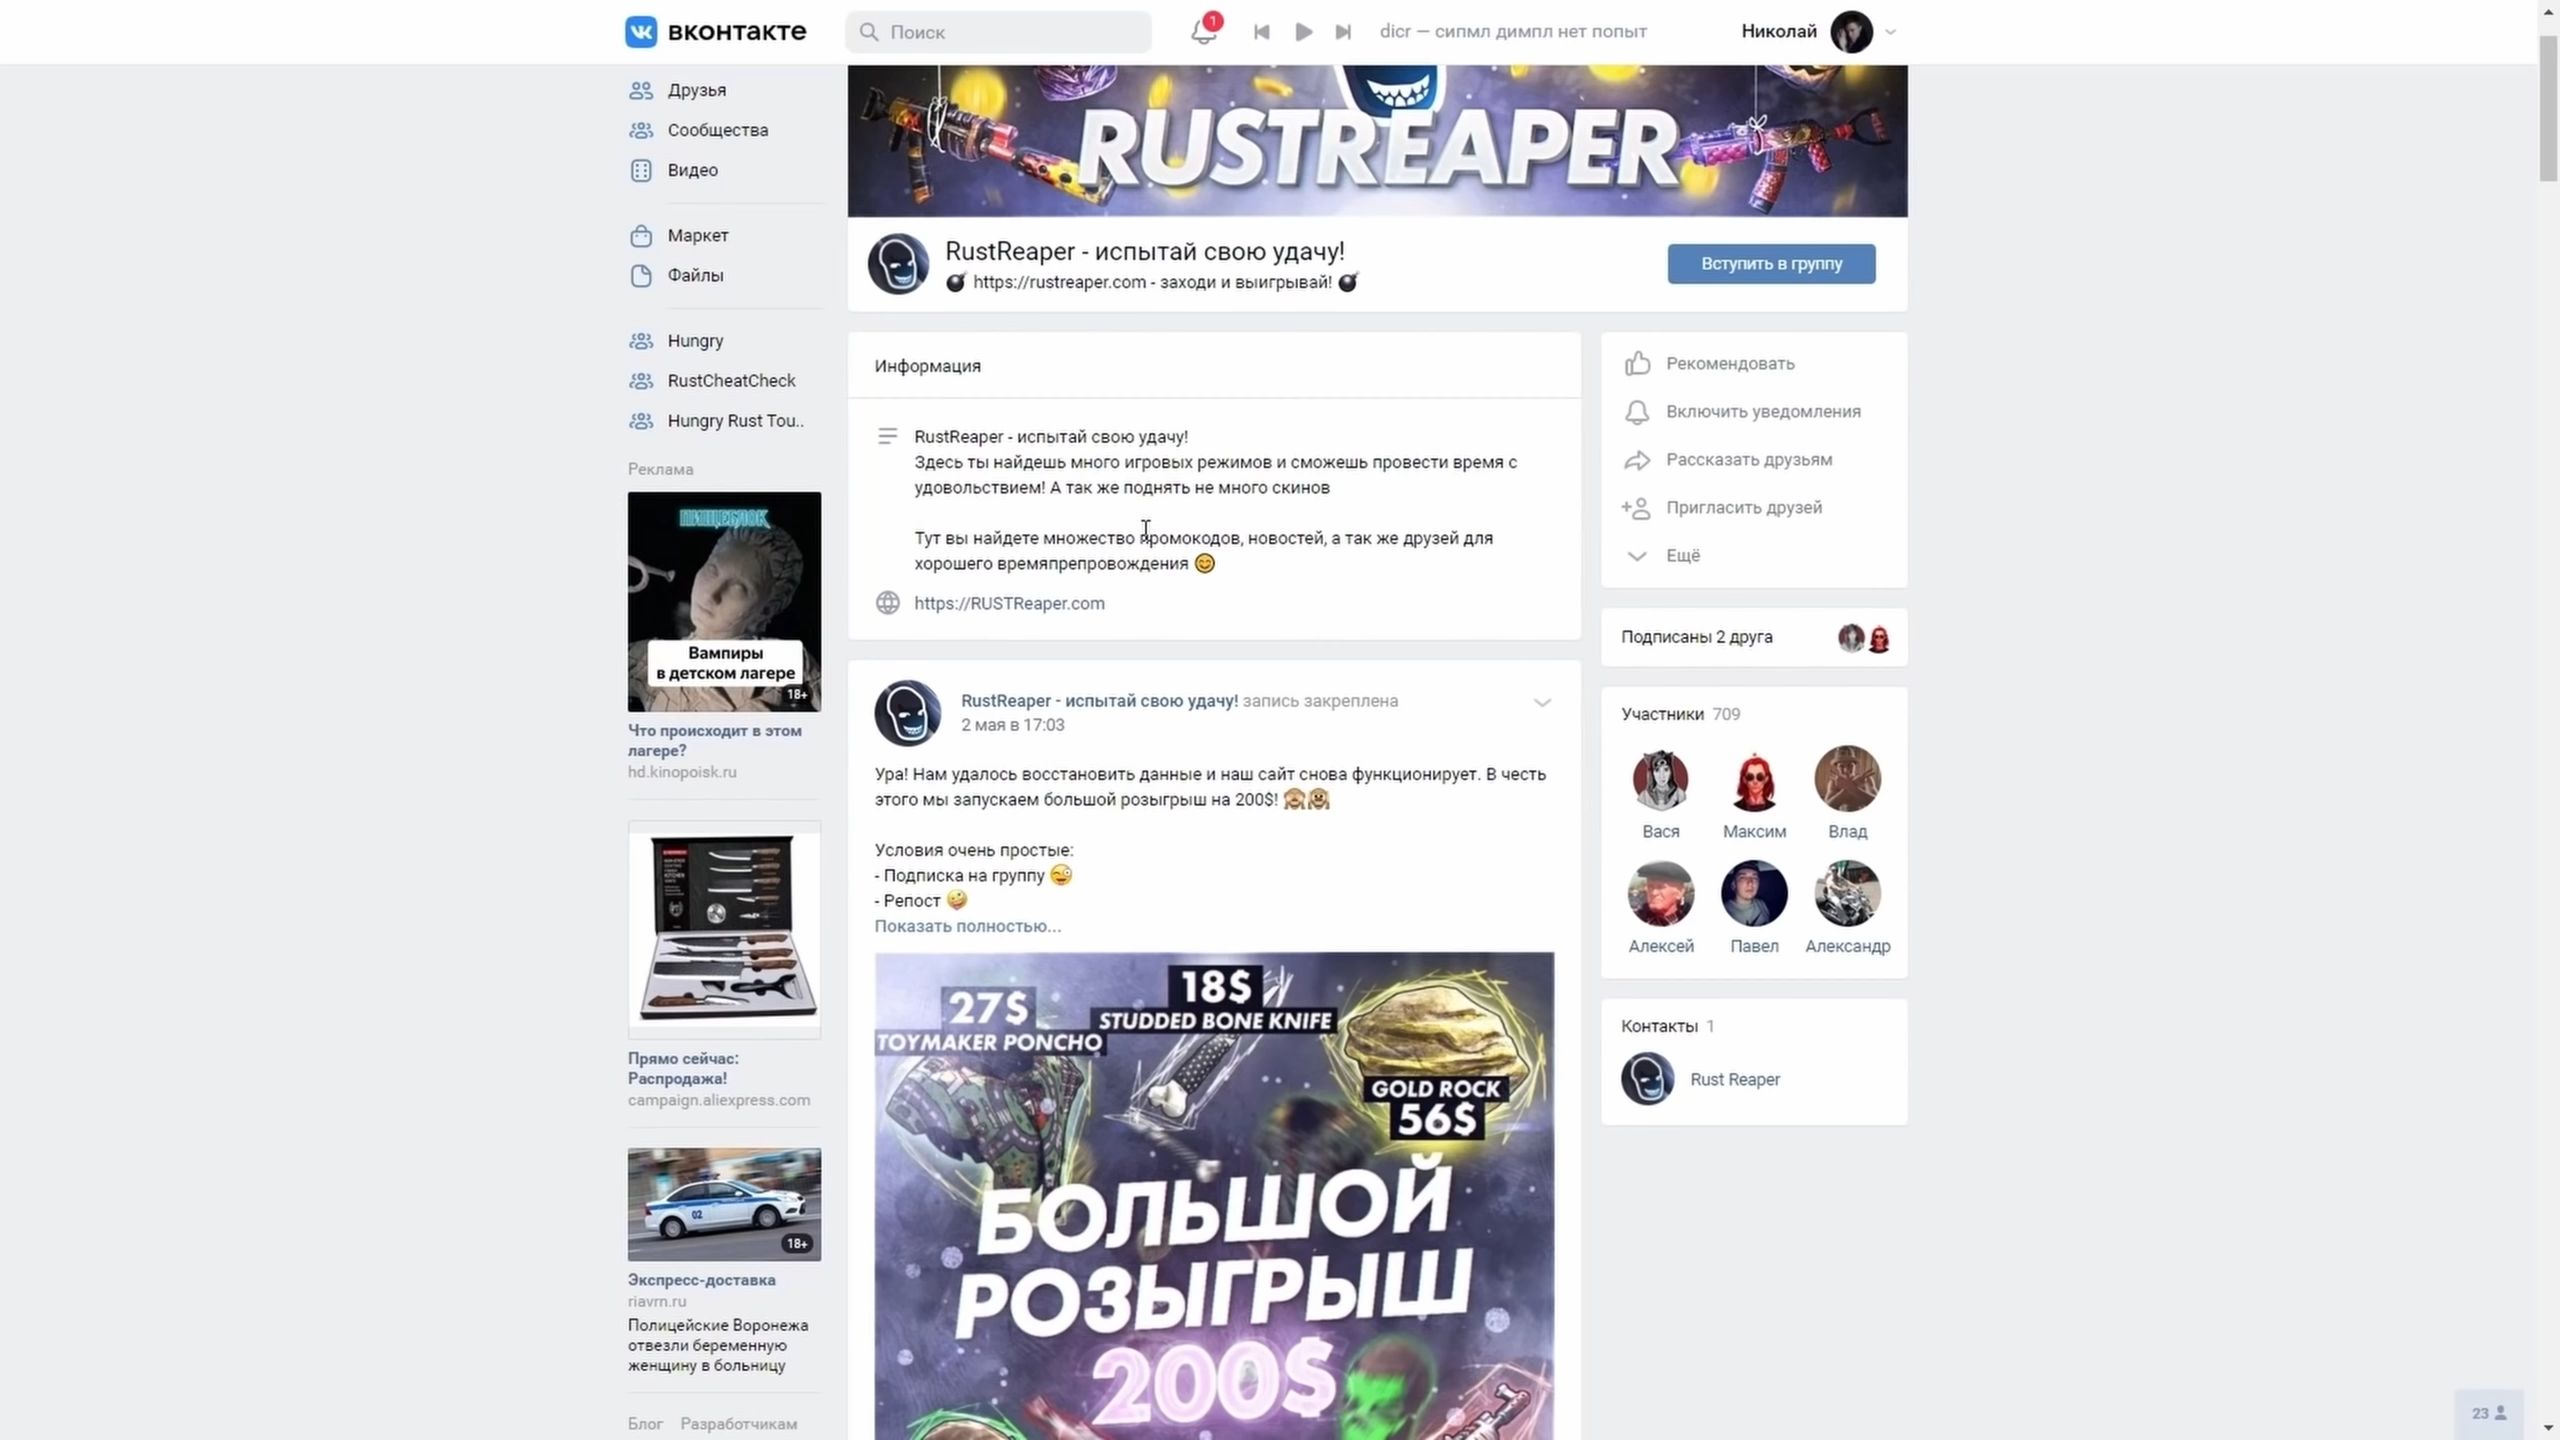 вконтакте
Поиск
1
dicr — сипмл димпл нет попыт
Николай
Друзья
Сообщества
Видео
Маркет
Файлы
Hungry
RustCheatCheck
Hungry Rust Tou..
Реклама
ПИЩЕБЛОК
Вампиры
в детском лагере
18+
Что происходит в этом
лагере?
hd.kinopoisk.ru
Прямо сейчас:
Распродажа!
campaign.aliexpress.com
02
18+
Экспресс-доставка
riavrn.ru
Полицейские Воронежа
отвезли беременную
женщину в больницу
Блог Разработчикам
RUSTREAPER
RustReaper - испытай свою удачу!
💣 https://rustreaper.com - заходи и выигрывай! 💣
Вступить в группу
Информация
RustReaper - испытай свою удачу!
Здесь ты найдешь много игровых режимов и сможешь провести время с
удовольствием! А так же поднять не много скинов
Тут вы найдете множество промокодов, новостей, а так же друзей для
хорошего времяпрепровождения 😊
https://RUSTReaper.com
RustReaper - испытай свою удачу! запись закреплена
2 мая в 17:03
Ура! Нам удалось восстановить данные и наш сайт снова функционирует. В честь
этого мы запускаем большой розыгрыш на 200$! 🙈🙊
Условия очень простые:
- Подписка на группу 😜
- Репост 🤪
Показать полностью...
27$
TOYMAKER PONCHO
18$
STUDDED BONE KNIFE
GOLD ROCK
56$
БОЛЬШОЙ
РОЗЫГРЫШ
200$
Рекомендовать
Включить уведомления
Рассказать друзьям
Пригласить друзей
Ещё
Подписаны 2 друга
Участники 709
Вася
Максим
Влад
Алексей
Павел
Александр
Контакты 1
Rust Reaper
23